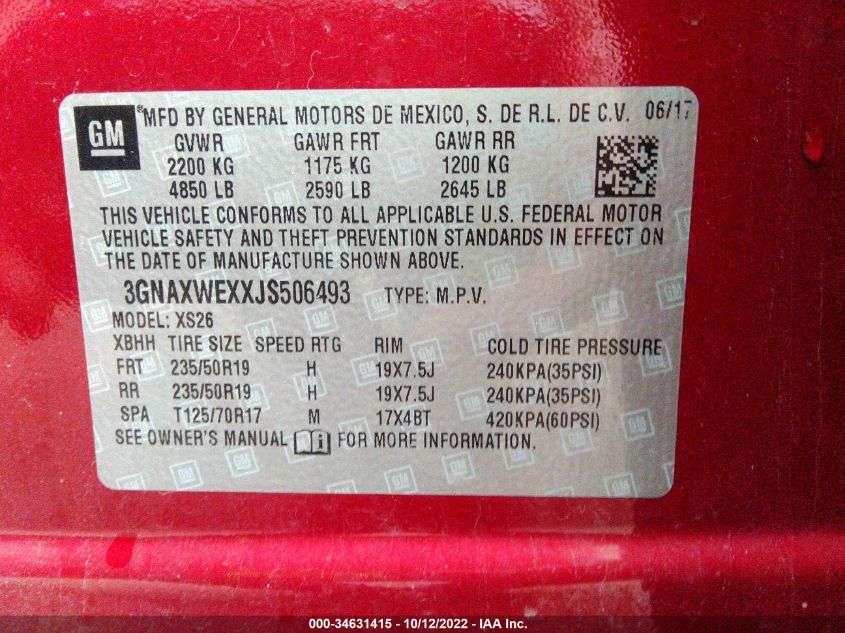 GM ®MFD BY GENERAL MOTORS DE MEXICO, S. DE R.L. DE C.V. 06/17
GVWR GAWR FRT GAWR RR
2200 KG 1175 KG 1200 KG
4850 LB 2590 LB 2645 LB
THIS VEHICLE CONFORMS TO ALL APPLICABLE U.S. FEDERAL MOTOR
VEHICLE SAFETY AND THEFT PREVENTION STANDARDS IN EFFECT ON
THE DATE OF MANUFACTURE SHOWN ABOVE.
3GNAXWEXXJS506493 TYPE: M.P.V.
MODEL: XS26
XBHH TIRE SIZE SPEED RTG RIM COLD TIRE PRESSURE
FRT 235/50R19 H 19X7.5J 240KPA(35PSI)
RR 235/50R19 H 19X7.5J 240KPA(35PSI)
SPA T125/70R17 M 17X4BT 420KPA(60PSI)
SEE OWNER'S MANUAL FOR MORE INFORMATION.
000-34631415 - 10/12/2022 - IAA Inc.